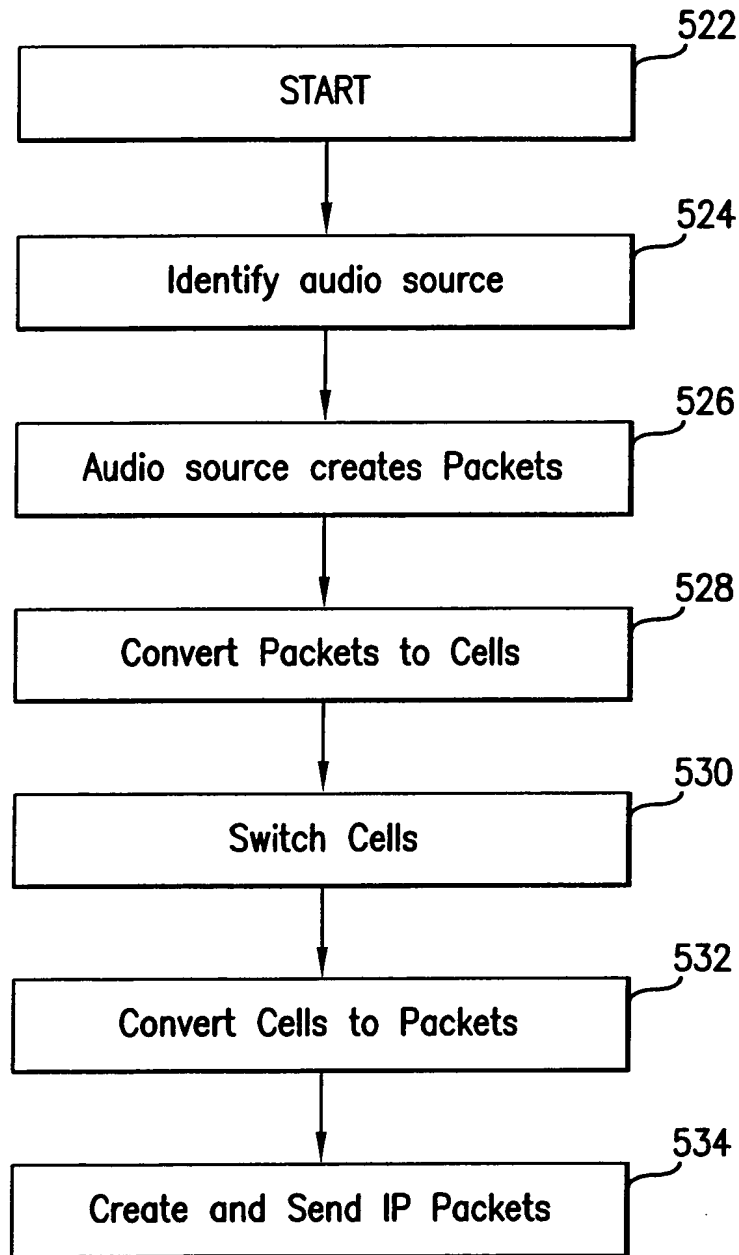 522
START
524
Identify audio source
526
Audio source creates Packets
528
Convert Packets to Cells
530
Switch Cells
532
Convert Cells to Packets
534
Create and Send IP Packets